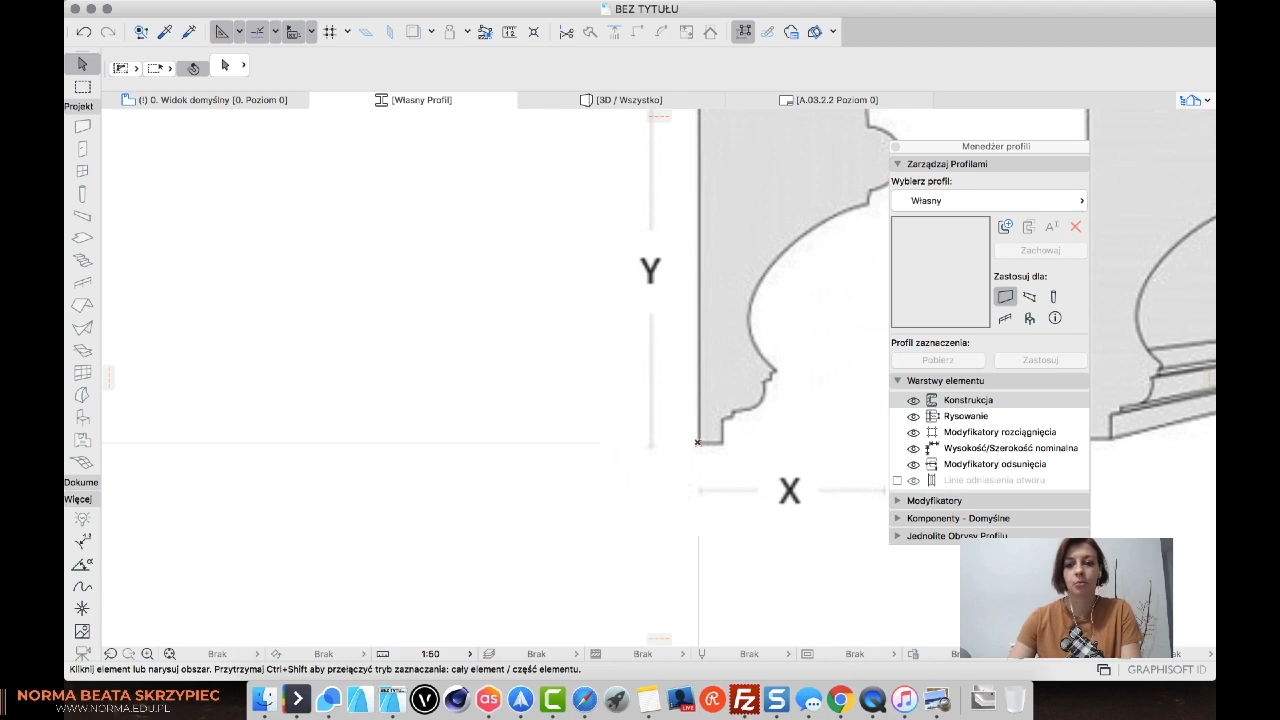 BEZ TYTUŁU
(!) 0. Widok domyślny [0. Poziom 0]
[Własny Profil]
[3D / Wszystko]
[A.03.2.2 Poziom 0]
Projekt
Menedżer profili
Zarządzaj Profilami
Wybierz profil:
Własny
Zachowaj
Zastosuj dla:
Y
Profil zaznaczenia:
Pobierz
Zastosuj
Warstwy elementu
Konstrukcja
Rysowanie
Modyfikatory rozciągnięcia
Wysokość/Szerokość nominalna
Modyfikatory odsunięcia
Linie odniesienia otworu
X
Dokume
Więcej
Modyfikatory
Komponenty - Domyślne
Jednolite Obrysy Profilu
Brak
Brak
1:50
Brak
Brak
Brak
Brak
Kliknij element lub narysuj obszar. Przytrzymaj Ctrl+Shift aby przełączyć tryb zaznaczania: cały element / część elementu.
GRAPHISOFT ID
NORMA BEATA SKRZYPIEC
WWW.NORMA.EDU.PL